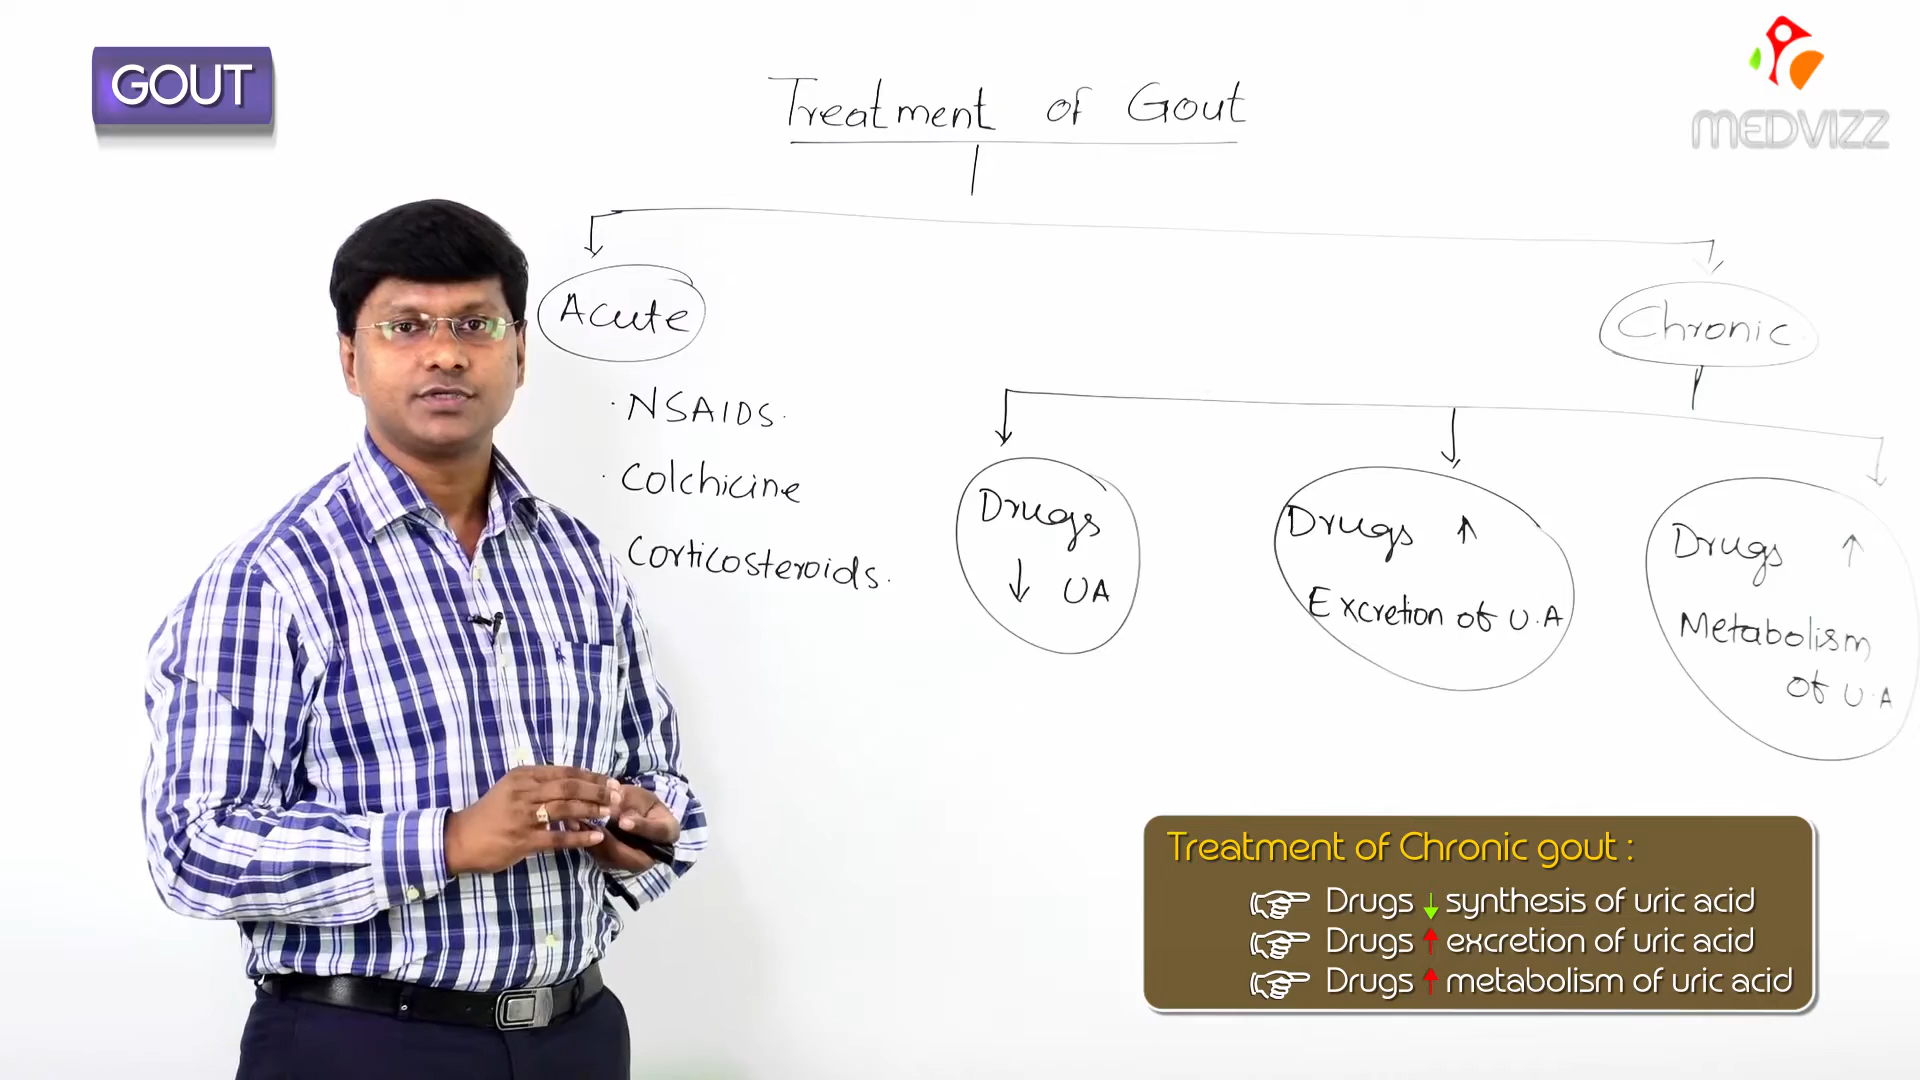 GOUT
MEDVIZZ
Treatment of Gout
Acute
Chronic
· NSAIDS.
· Colchicine
Corticosteroids.
Drugs
↓ UA
Drugs ↑
Excretion of U.A
Drugs ↑
Metabolism
of U.A
Treatment of Chronic gout :
Drugs ↓ synthesis of uric acid
Drugs ↑ excretion of uric acid
Drugs ↑ metabolism of uric acid